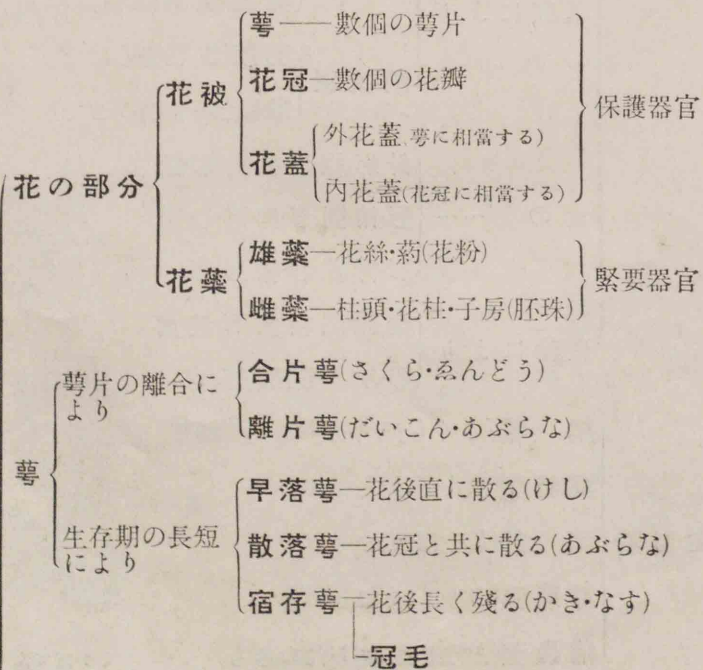 萼——數個の萼片
花冠—數個の花瓣
花被
保護器官
外花蓋 萼に相當する)
花蓋
花の部分
內花蓋(花冠に相當する)
雄蘂—花絲・葯(花粉)
花蘂
緊要器官
雌蘂—柱頭・花柱・子房(胚珠)
合片萼(さくら・ゑんどう)
萼片の離合に
より
離片萼(だいこん・あぶらな)
萼
早落萼—花後直に散る(けし)
生存期の長短
により
散落萼—花冠と共に散る(あぶらな)
宿存萼—花後長く殘る(かき・なす)
冠毛